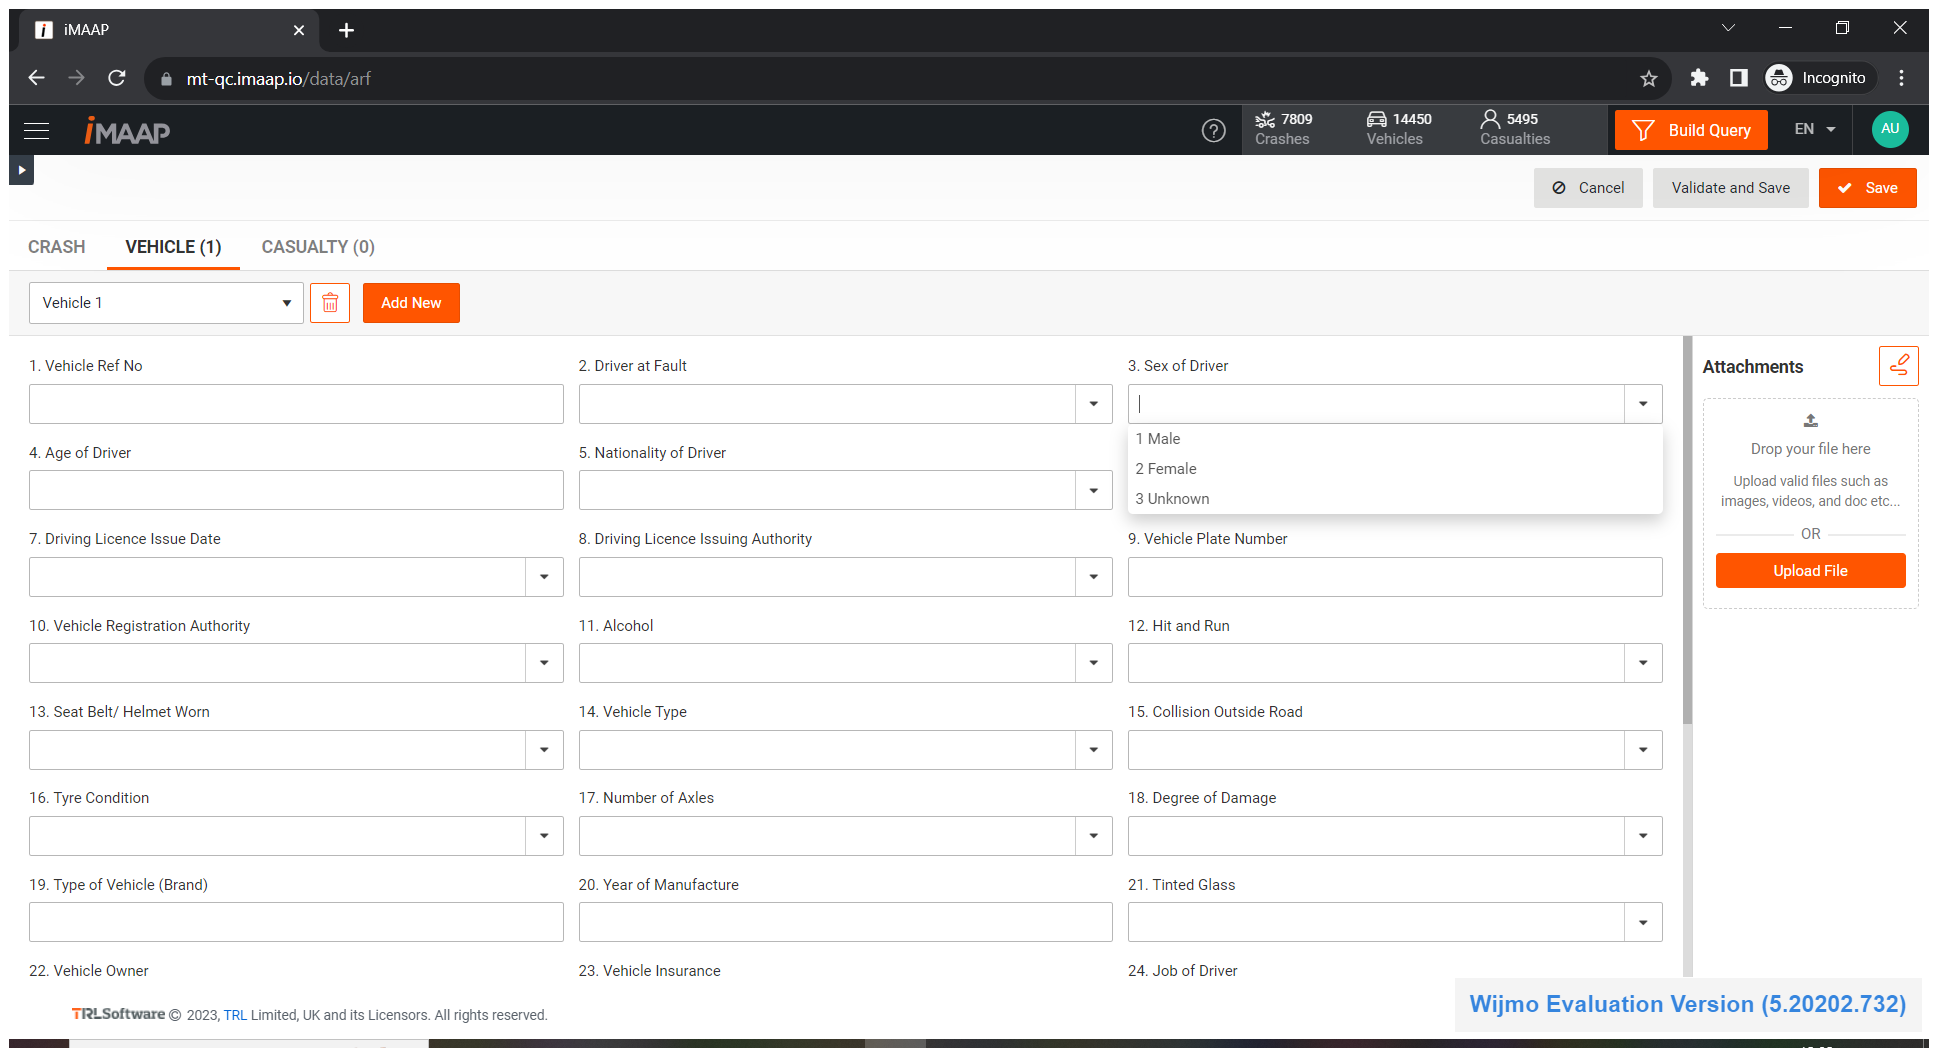 iMAAP
mt-qc.imaap.io/data/arf
Incognito
iMAAP
7809
Crashes
14450
Vehicles
5495
Casualties
Build Query
EN
AU
Cancel
Validate and Save
Save
CRASH
VEHICLE (1)
CASUALTY (0)
Vehicle 1
Add New
1. Vehicle Ref No
2. Driver at Fault
3. Sex of Driver
1 Male
2 Female
3 Unknown
4. Age of Driver
5. Nationality of Driver
7. Driving Licence Issue Date
8. Driving Licence Issuing Authority
9. Vehicle Plate Number
10. Vehicle Registration Authority
11. Alcohol
12. Hit and Run
13. Seat Belt/ Helmet Worn
14. Vehicle Type
15. Collision Outside Road
16. Tyre Condition
17. Number of Axles
18. Degree of Damage
19. Type of Vehicle (Brand)
20. Year of Manufacture
21. Tinted Glass
22. Vehicle Owner
23. Vehicle Insurance
24. Job of Driver
Attachments
Drop your file here
Upload valid files such as
images, videos, and doc etc...
OR
Upload File
TRLSoftware © 2023, TRL Limited, UK and its Licensors. All rights reserved.
Wijmo Evaluation Version (5.20202.732)